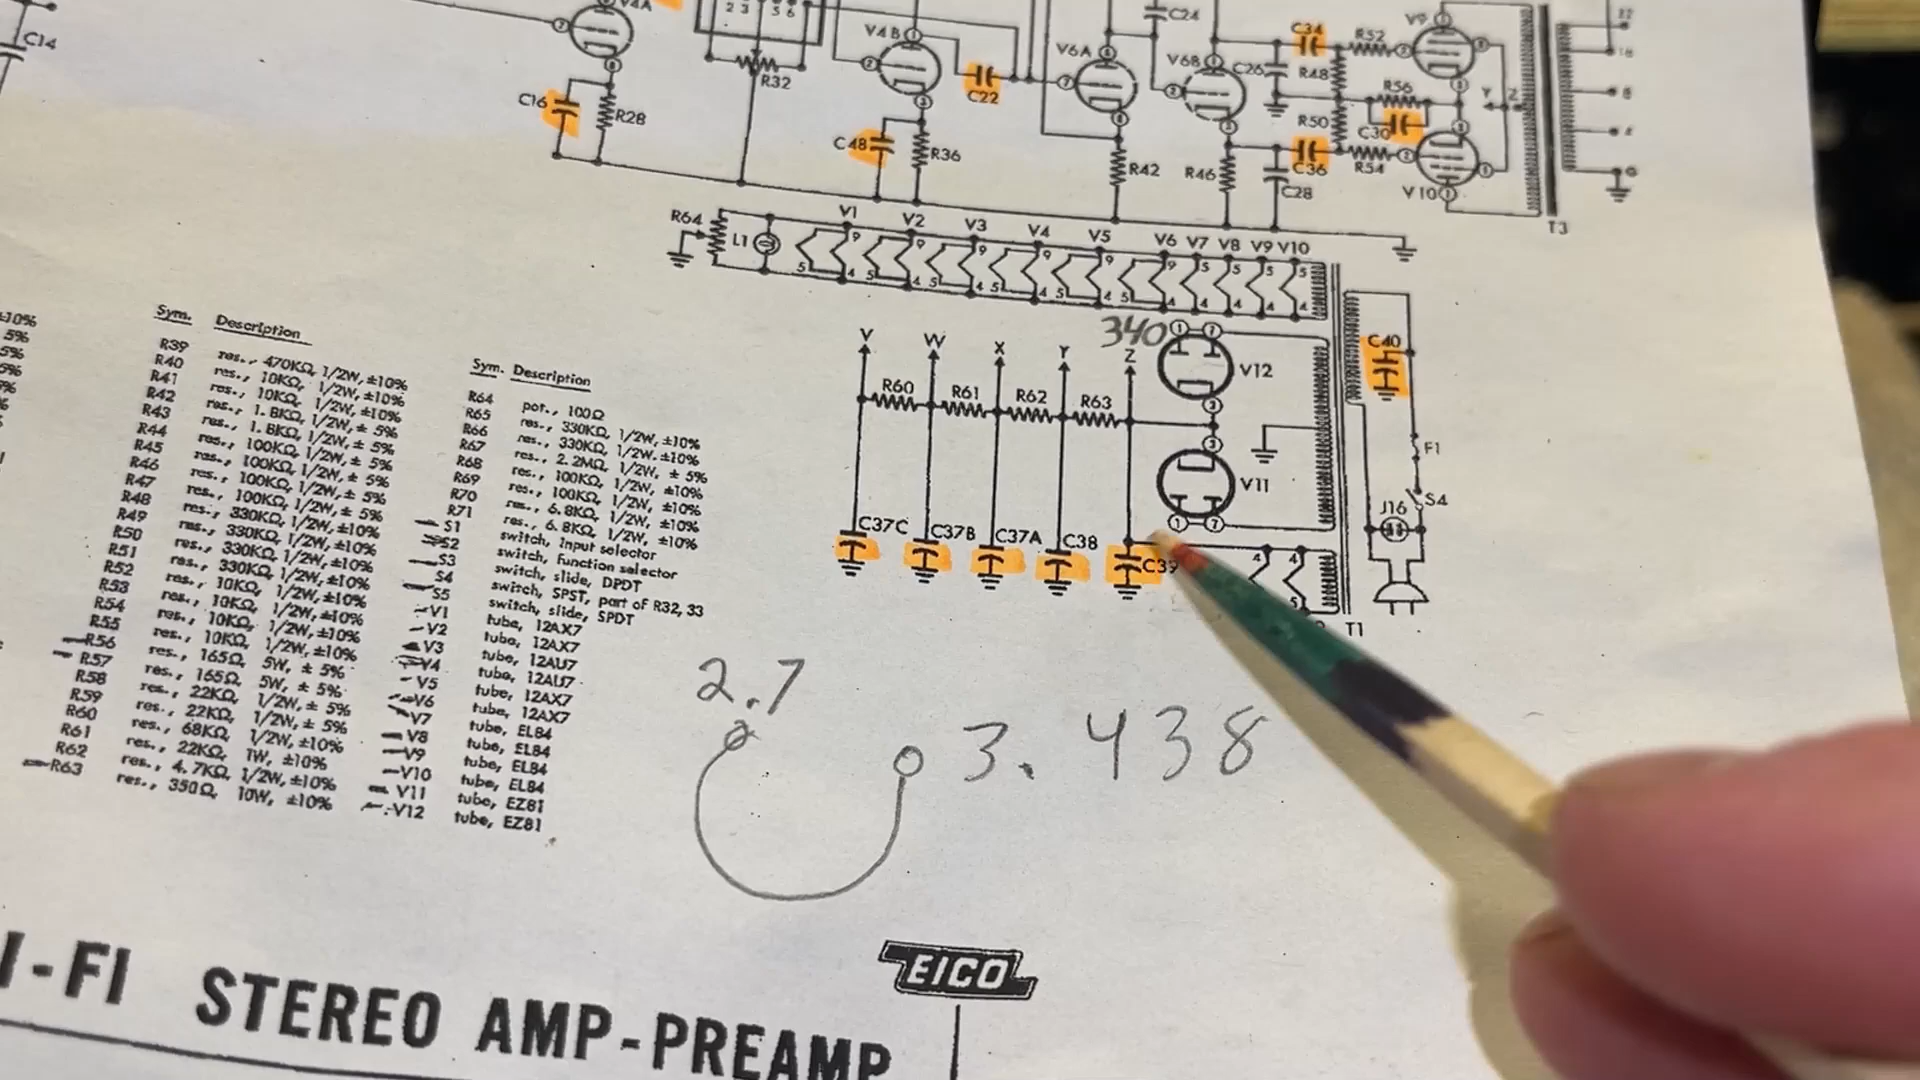 V4A
2 3 5 6
C24
C34
R52
V9
C14
V4B
V6A
V6B
C26
R48
R56
Y
Z
R32
C22
R50
C30
C16
R28
C48
R36
R42
R46
C36
R54
V10
C28
T3
R64
L1
V1
V2
V3
V4
V5
V6 V7 V8 V9 V10
340
V
W
X
Y
Z
V12
C40
R60
R61
R62
R63
F1
V11
S4
J16
C37C
C37B
C37A
C38
C39
T1
Sym. Description
R39 res., 470KΩ, 1/2W, ±10%
R40 res., 10KΩ, 1/2W, ±10%
R41 res., 10KΩ, 1/2W, ±10%
R42 res., 1.8KΩ, 1/2W, ± 5%
R43 res., 1.8KΩ, 1/2W, ± 5%
R44 res., 100KΩ, 1/2W, ± 5%
R45 res., 100KΩ, 1/2W, ± 5%
R46 res., 100KΩ, 1/2W, ± 5%
R47 res., 100KΩ, 1/2W, ± 5%
R48 res., 330KΩ, 1/2W, ±10%
R49 res., 330KΩ, 1/2W, ±10%
R50 res., 330KΩ, 1/2W, ±10%
R51 res., 330KΩ, 1/2W, ±10%
R52 res., 10KΩ, 1/2W, ±10%
R53 res., 10KΩ, 1/2W, ±10%
R54 res., 10KΩ, 1/2W, ±10%
R55 res., 10KΩ, 1/2W, ±10%
R56 res., 165Ω, 5W, ± 5%
R57 res., 165Ω, 5W, ± 5%
R58 res., 22KΩ, 1/2W, ± 5%
R59 res., 22KΩ, 1/2W, ± 5%
R60 res., 68KΩ, 1/2W, ±10%
R61 res., 22KΩ, 1W, ±10%
R62 res., 4.7KΩ, 1/2W, ±10%
R63 res., 350Ω, 10W, ±10%
Sym. Description
R64 pot., 100Ω
R65 res., 330KΩ, 1/2W, ±10%
R66 res., 330KΩ, 1/2W, ±10%
R67 res., 2.2MΩ, 1/2W, ± 5%
R68 res., 100KΩ, 1/2W, ±10%
R69 res., 100KΩ, 1/2W, ±10%
R70 res., 6.8KΩ, 1/2W, ±10%
R71 res., 6.8KΩ, 1/2W, ±10%
S1 switch, input selector
S2 switch, function selector
S3 switch, slide, DPDT
S4 switch, SPST, part of R32, 33
S5 switch, slide, SPDT
V1 tube, 12AX7
V2 tube, 12AX7
V3 tube, 12AU7
V4 tube, 12AU7
V5 tube, 12AX7
V6 tube, 12AX7
V7 tube, EL84
V8 tube, EL84
V9 tube, EL84
V10 tube, EL84
V11 tube, EZ81
V12 tube, EZ81
2.7
3.438
I-FI STEREO AMP-PREAMP
EICO